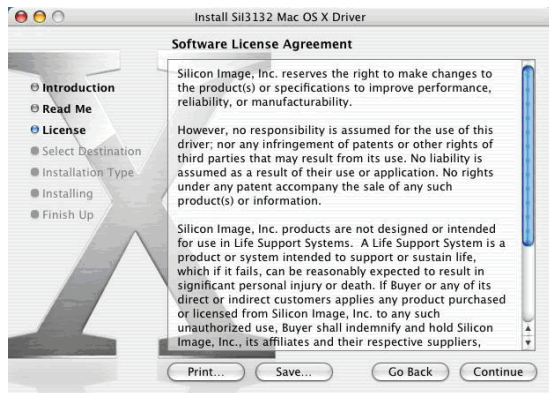 Install SiI3132 Mac OS X Driver
Software License Agreement
Introduction
Read Me
License
Select Destination
Installation Type
Installing
Finish Up
Silicon Image, Inc. reserves the right to make changes to
the product(s) or specifications to improve performance,
reliability, or manufacturability.
However, no responsibility is assumed for the use of this
driver; nor any infringement of patents or other rights of
third parties that may result from its use. No liability is
assumed as a result of their use or application. No rights
under any patent accompany the sale of any such
product(s) or information.
Silicon Image, Inc. products are not designed or intended
for use in Life Support Systems. A Life Support System is a
product or system intended to support or sustain life,
which if it fails, can be reasonably expected to result in
significant personal injury or death. If Buyer or any of its
direct or indirect customers applies any product purchased
or licensed from Silicon Image, Inc. to any such
unauthorized use, Buyer shall indemnify and hold Silicon
Image, Inc., its affiliates and their respective suppliers,
Print...
Save...
Go Back
Continue